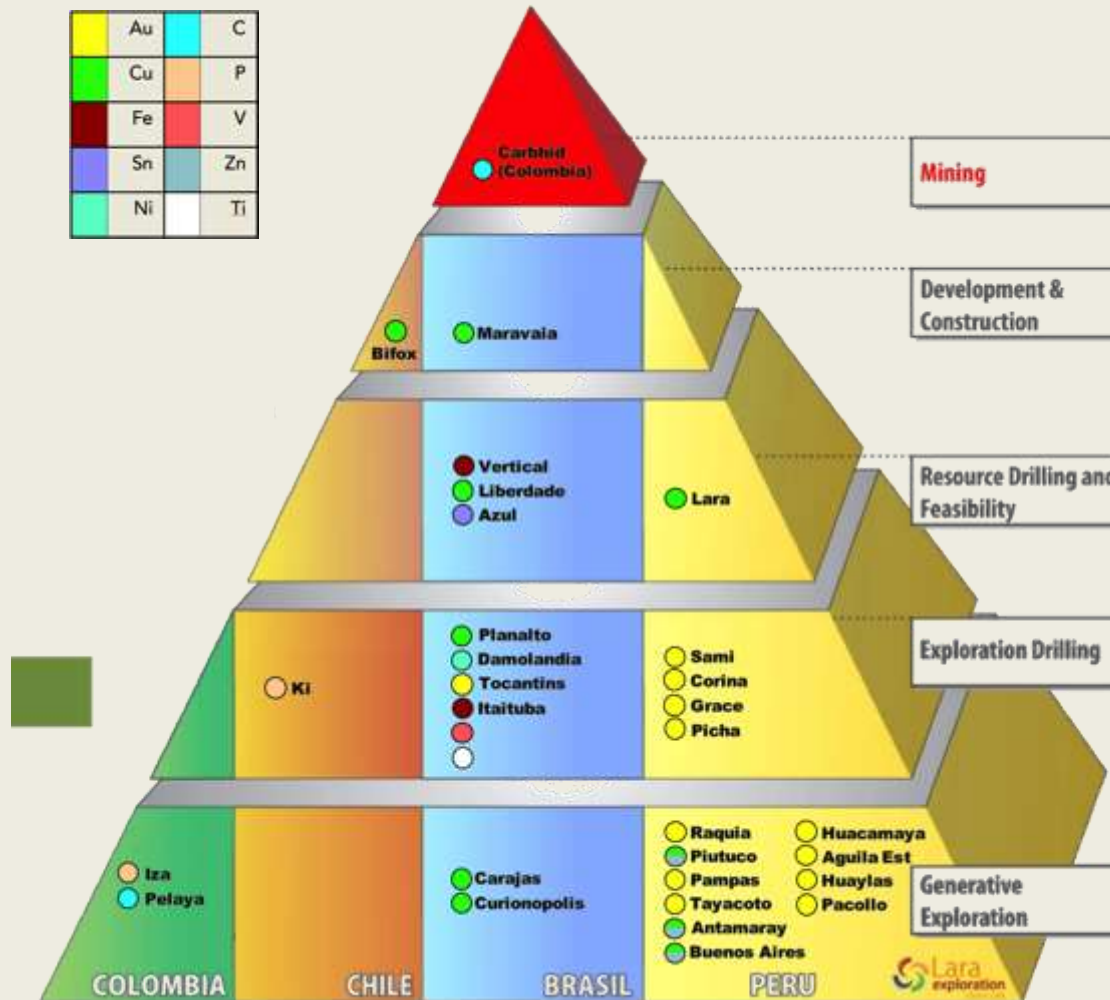 Au C
Cu P
Fe V
Sn Zn
Ni Ti
Carbhid
(Colombia)
Mining
Development &
Construction
Bifox
Maravaia
Vertical
Liberdade
Azul
Lara
Resource Drilling and
Feasibility
Ki
Planalto
Damolandia
Tocantins
Itaituba
Sami
Corina
Grace
Picha
Exploration Drilling
Iza
Pelaya
Carajas
Curionopolis
Raquia
Piutuco
Pampas
Tayacoto
Antamaray
Buenos Aires
Huacamaya
Aguila Est
Huaylas
Pacollo
Generative
Exploration
COLOMBIA
CHILE
BRASIL
PERU
Lara
exploration